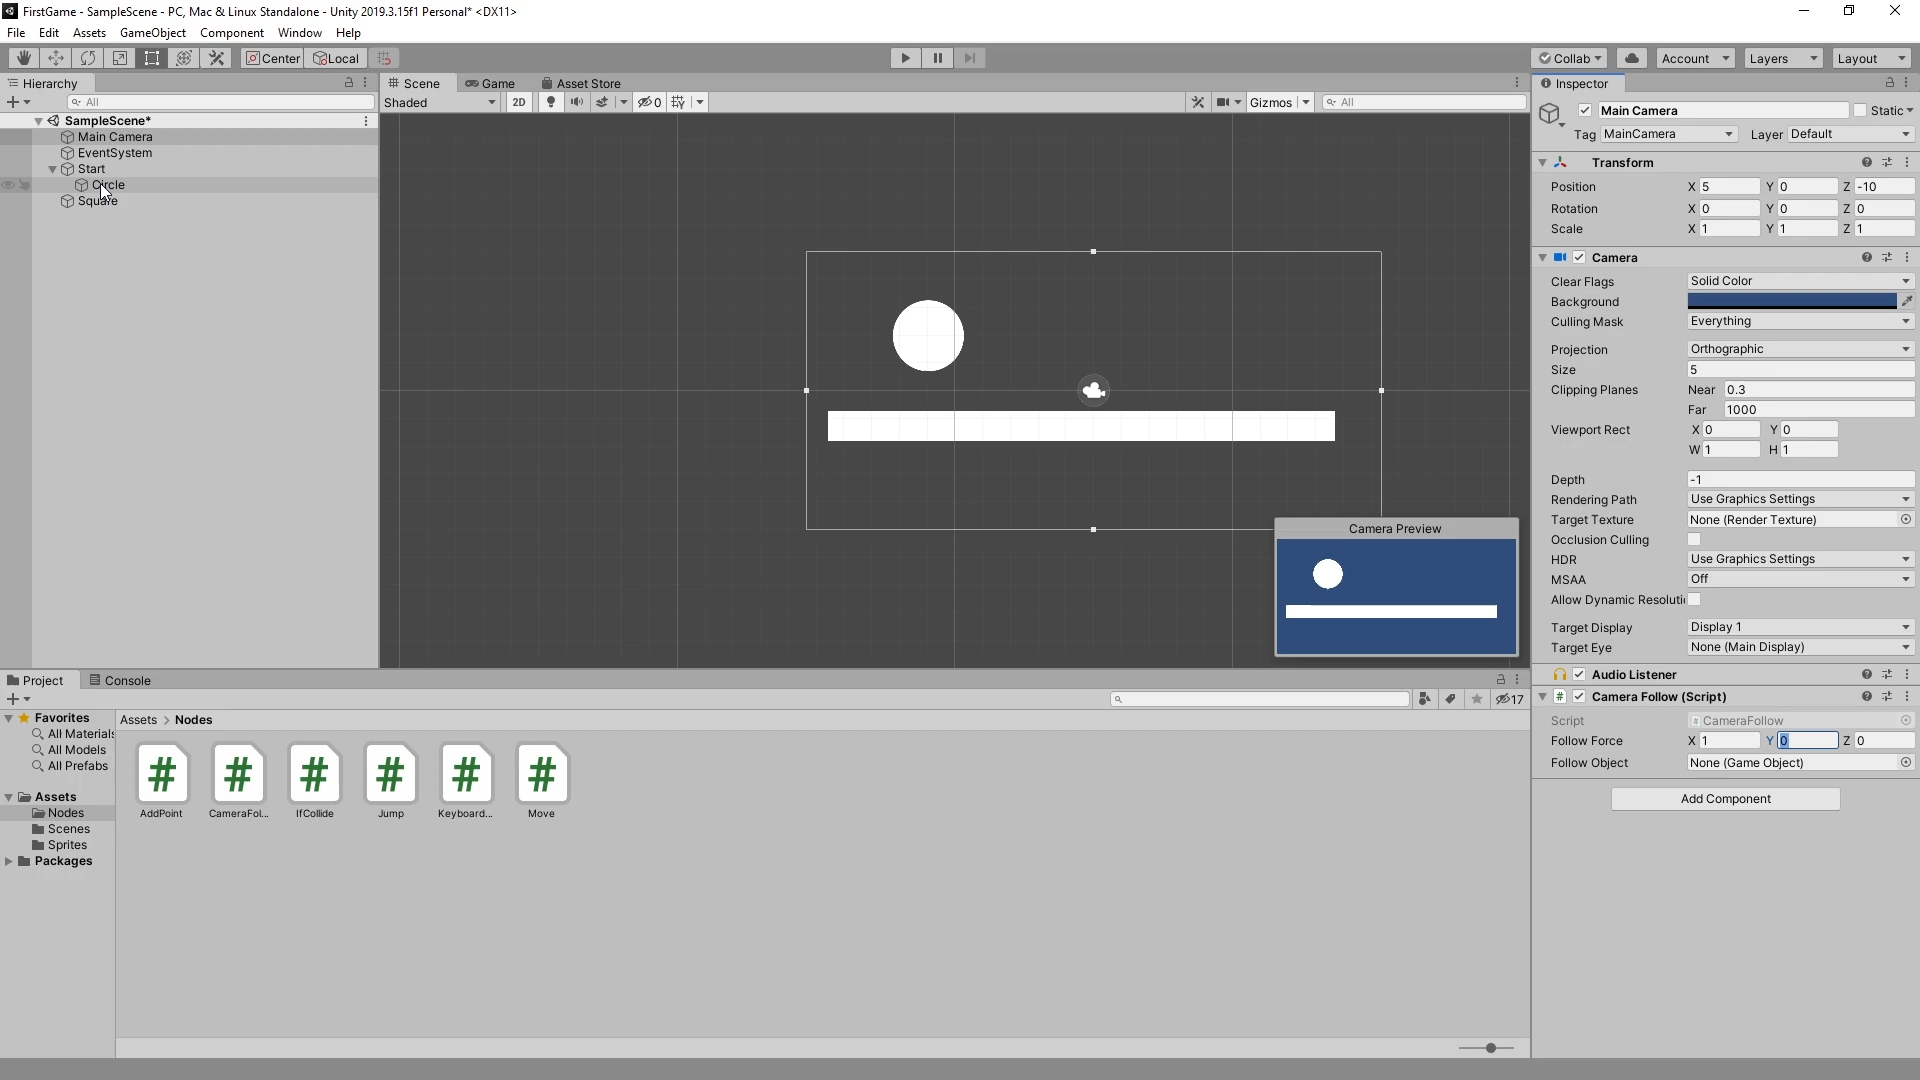 FirstGame - SampleScene - PC, Mac & Linux Standalone - Unity 2019.3.15f1 Personal* <DX11>
File Edit Assets GameObject Component Window Help
Center Local
Collab Account Layers Layout
Hierarchy
All
SampleScene*
Main Camera
EventSystem
Start
Circle
Square
Scene Game Asset Store
Shaded 2D 0 Gizmos All
Camera Preview
Inspector
Main Camera Static
Tag MainCamera Layer Default
Transform
Position X 5 Y 0 Z -10
Rotation X 0 Y 0 Z 0
Scale X 1 Y 1 Z 1
Camera
Clear Flags Solid Color
Background
Culling Mask Everything
Projection Orthographic
Size 5
Clipping Planes Near 0.3
Far 1000
Viewport Rect X 0 Y 0
W 1 H 1
Depth -1
Rendering Path Use Graphics Settings
Target Texture None (Render Texture)
Occlusion Culling
HDR Use Graphics Settings
MSAA Off
Allow Dynamic Resoluti
Target Display Display 1
Target Eye None (Main Display)
Audio Listener
Camera Follow (Script)
Script CameraFollow
Follow Force X 1 Y 0 Z 0
Follow Object None (Game Object)
Add Component
Project Console
17
Favorites
All Materials
All Models
All Prefabs
Assets
Nodes
Scenes
Sprites
Packages
Assets > Nodes
AddPoint CameraFol... IfCollide Jump Keyboard... Move